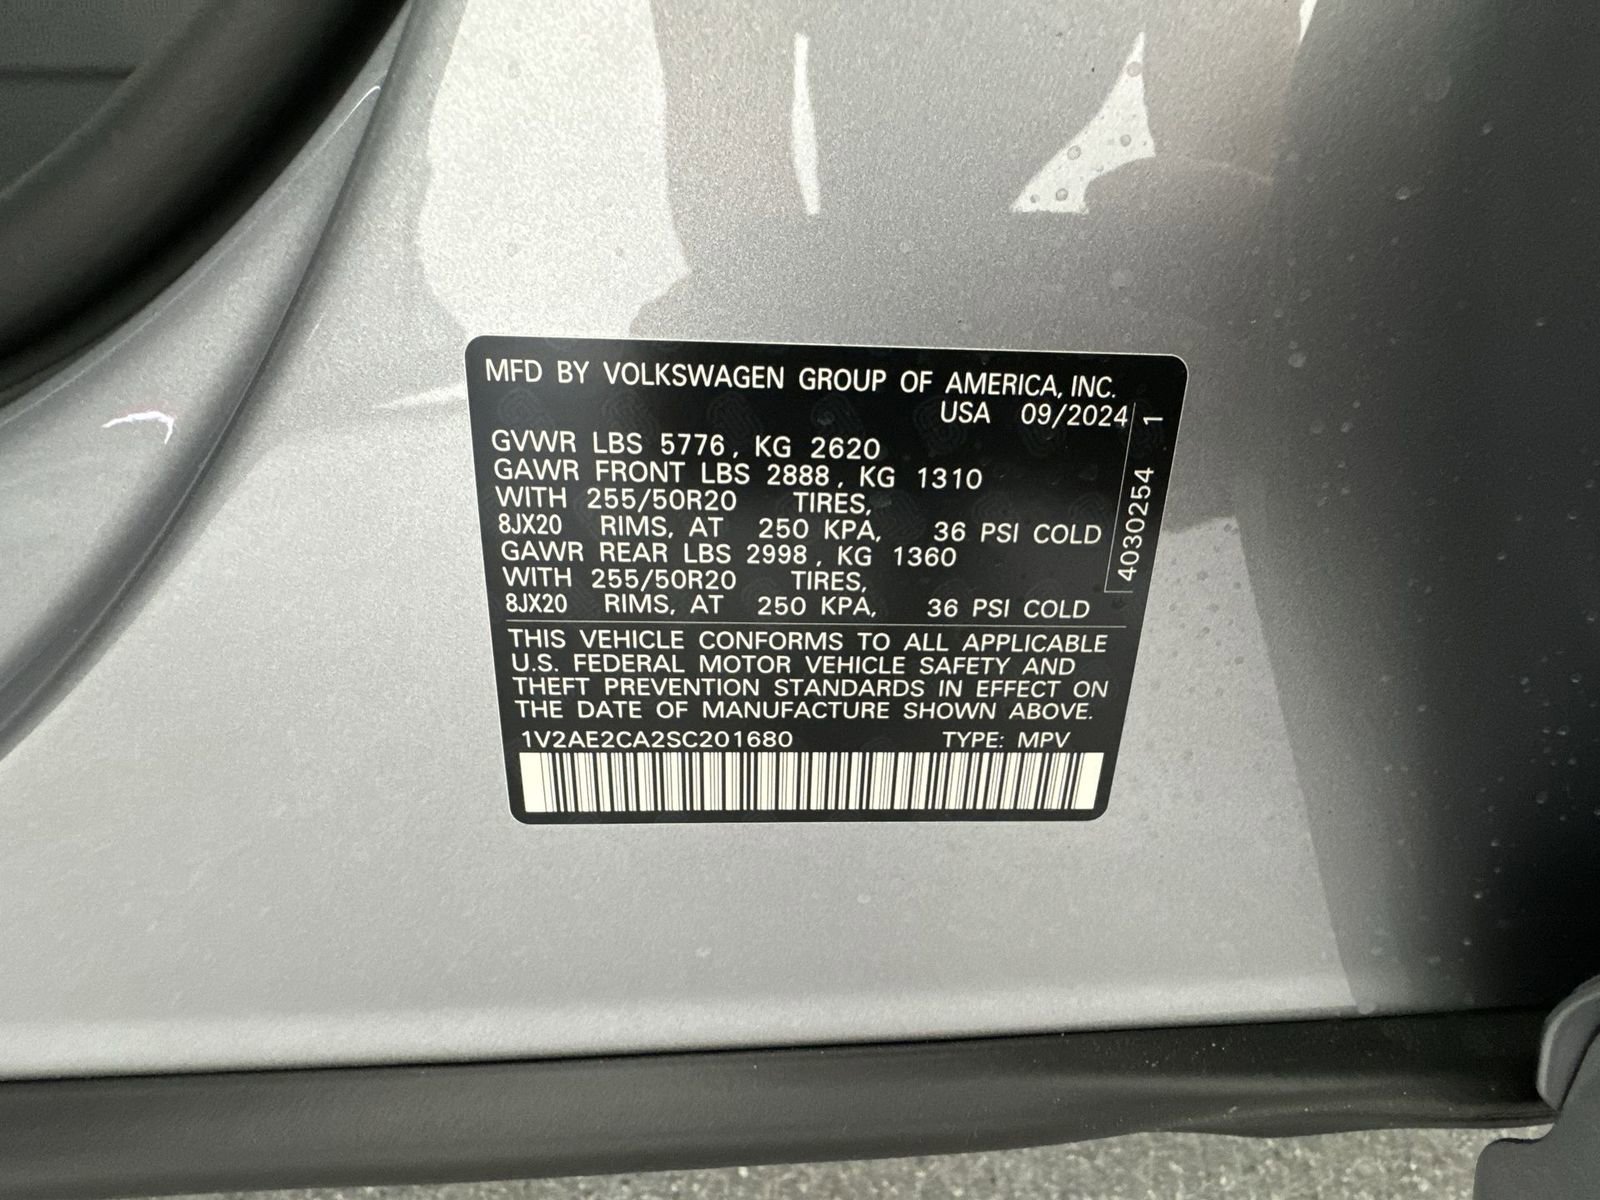 MFD BY VOLKSWAGEN GROUP OF AMERICA, INC.
USA 09/2024
GVWR LBS 5776, KG 2620
GAWR FRONT LBS 2888, KG 1310
WITH 255/50R20 TIRES,
8JX20 RIMS, AT 250 KPA, 36 PSI COLD
GAWR REAR LBS 2998, KG 1360
WITH 255/50R20 TIRES,
8JX20 RIMS, AT 250 KPA, 36 PSI COLD
4030254 1
THIS VEHICLE CONFORMS TO ALL APPLICABLE
U.S. FEDERAL MOTOR VEHICLE SAFETY AND
THEFT PREVENTION STANDARDS IN EFFECT ON
THE DATE OF MANUFACTURE SHOWN ABOVE.
1V2AE2CA2SC201680 TYPE: MPV